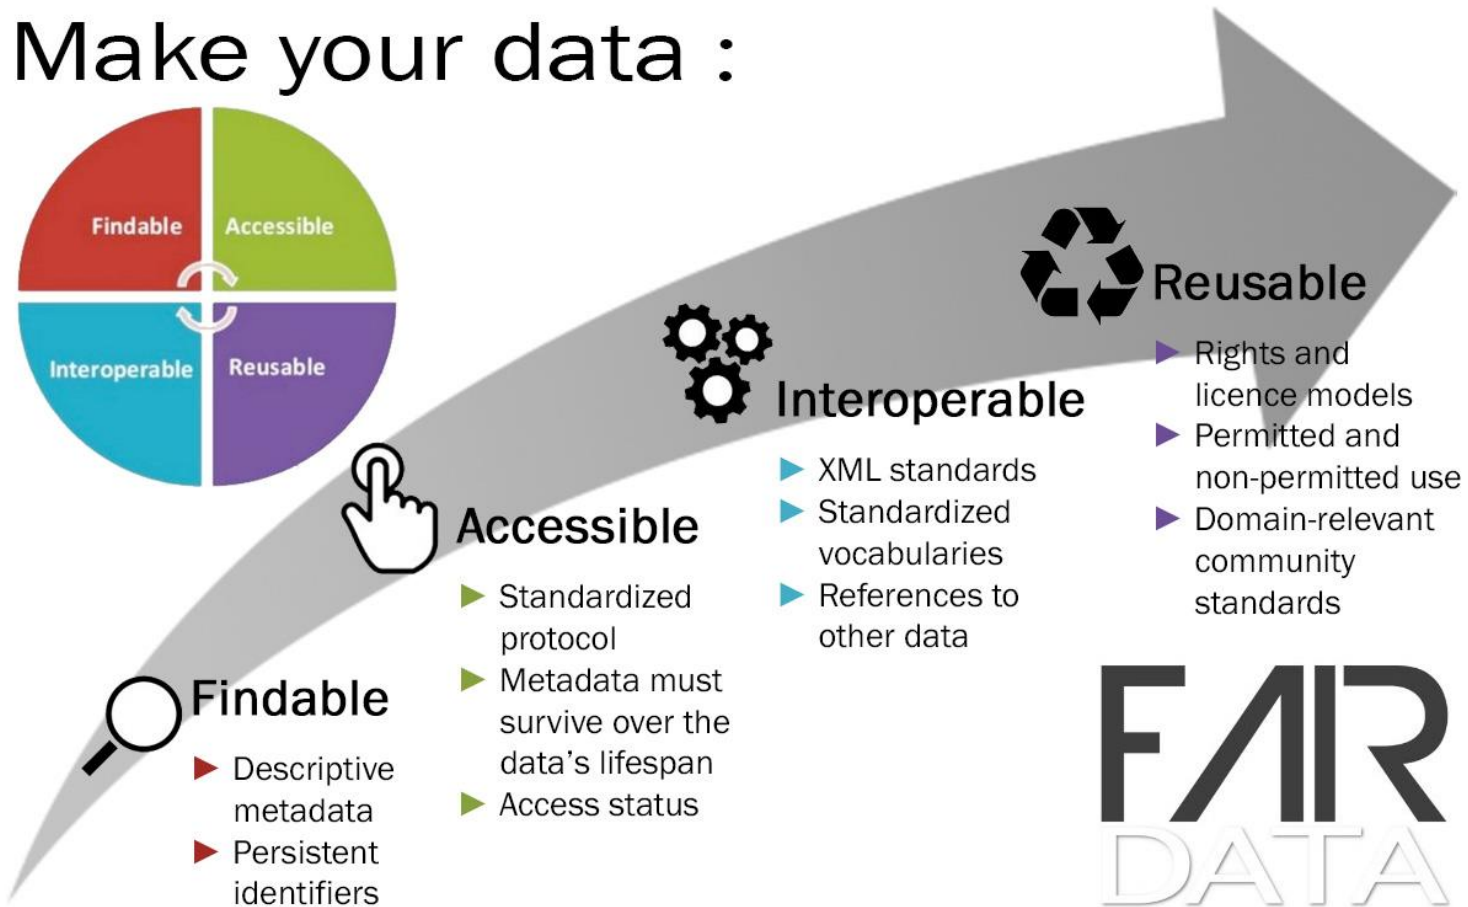 Make your data :
Findable
Accessible
Interoperable
Reusable
Reusable
Rights and
licence models
Permitted and
non-permitted use
Domain-relevant
community
standards
Interoperable
XML standards
Standardized
vocabularies
References to
other data
Accessible
Standardized
protocol
Metadata must
survive over the
data's lifespan
Access status
Findable
Descriptive
metadata
Persistent
identifiers
FAIR
DATA